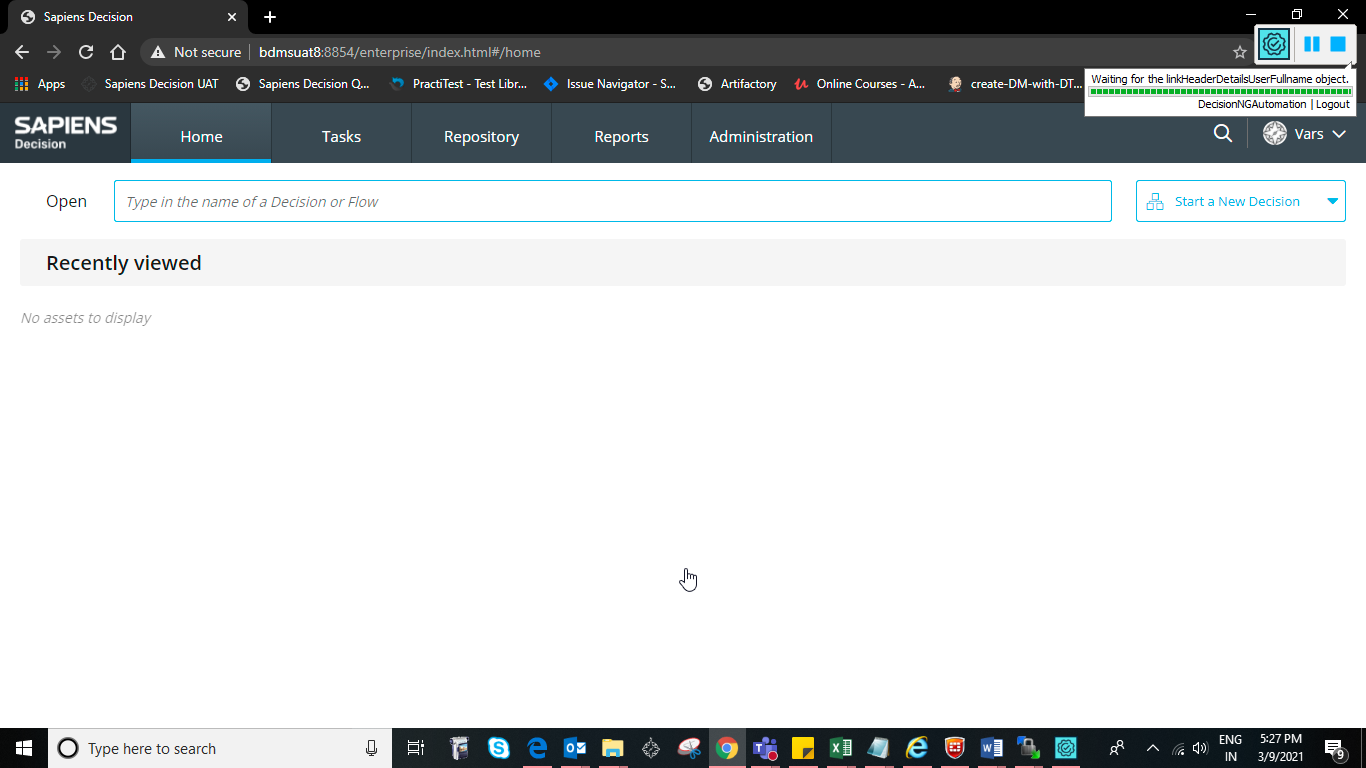 Sapiens Decision
Not secure | bdmsuat8:8854/enterprise/index.html#/home
Apps
Sapiens Decision UAT
Sapiens Decision Q...
PractiTest - Test Libr...
Issue Navigator - S...
Artifactory
Online Courses - A...
create-DM-with-DT...
Waiting for the linkHeaderDetailsUserFullname object.
DecisionNGAutomation | Logout
SAPIENS
Decision
Home
Tasks
Repository
Reports
Administration
Vars
Open
Type in the name of a Decision or Flow
Start a New Decision
Recently viewed
No assets to display
Type here to search
ENG
IN
5:27 PM
3/9/2021
9